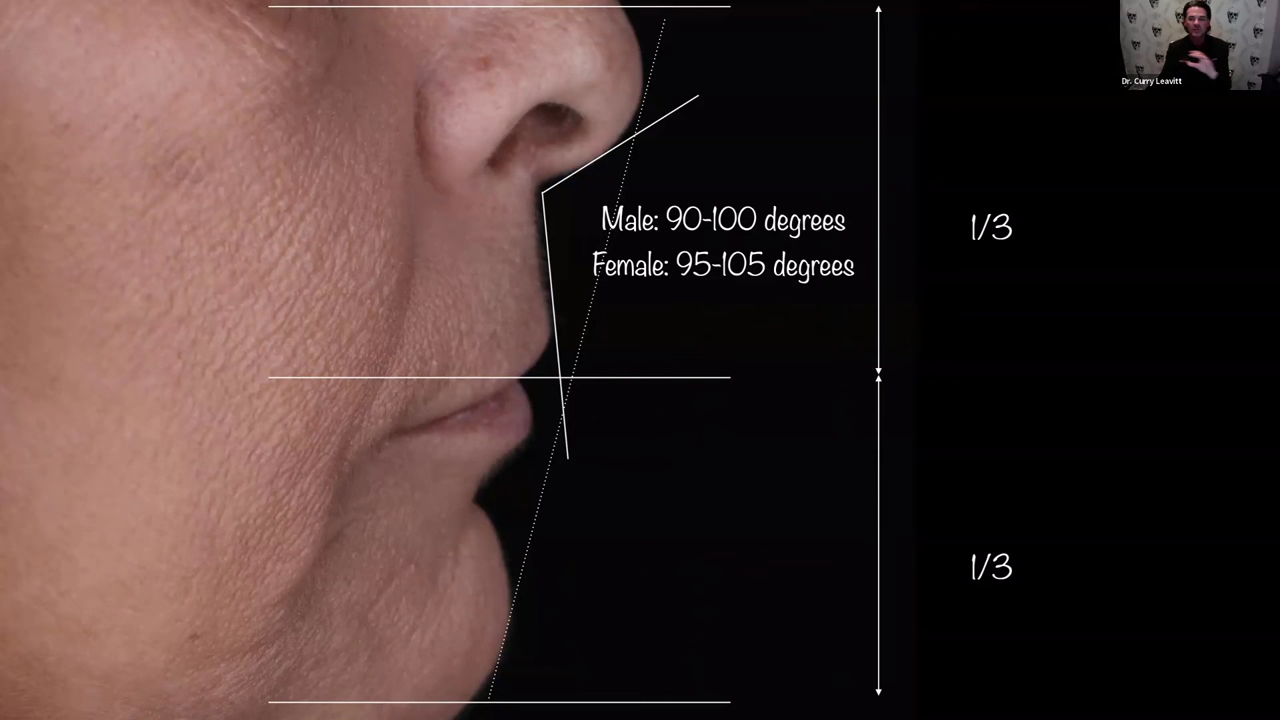 Dr. Curry Leavitt
Male: 90-100 degrees
Female: 95-105 degrees
1/3
1/3